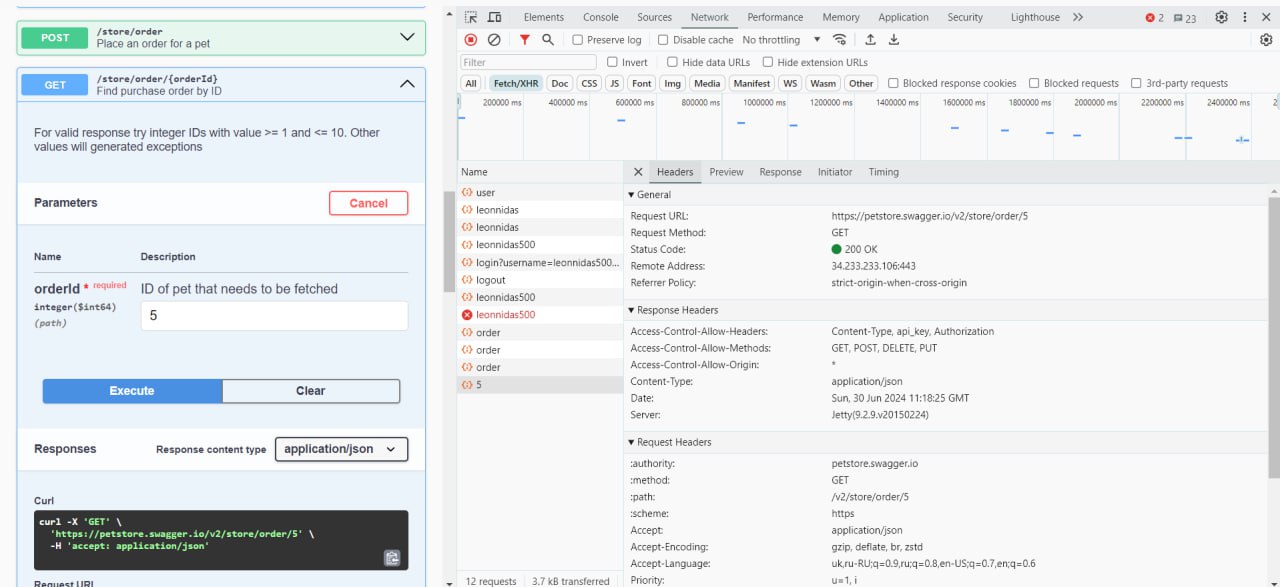 POST
/store/order
Place an order for a pet
GET
/store/order/{orderId}
Find purchase order by ID
For valid response try integer IDs with value >= 1 and <= 10. Other
values will generated exceptions
Parameters
Cancel
Name
Description
orderId * required
integer($int64)
(path)
ID of pet that needs to be fetched
5
Execute
Clear
Responses
Response content type
application/json
Curl
curl -X 'GET' \
'https://petstore.swagger.io/v2/store/order/5' \
-H 'accept: application/json'
Request URL
Elements Console Sources Network Performance Memory Application Security Lighthouse 2 23
Preserve log Disable cache No throttling
Filter Invert Hide data URLs Hide extension URLs
All Fetch/XHR Doc CSS JS Font Img Media Manifest WS Wasm Other Blocked response cookies Blocked requests 3rd-party requests
200000 ms 400000 ms 600000 ms 800000 ms 1000000 ms 1200000 ms 1400000 ms 1600000 ms 1800000 ms 2000000 ms 2200000 ms 2400000 ms
Name
user
leonnidas
leonnidas
leonnidas500
login?username=leonnidas500...
logout
leonnidas500
leonnidas500
order
order
order
5
12 requests 3.7 kB transferred
Headers Preview Response Initiator Timing
General
Request URL: https://petstore.swagger.io/v2/store/order/5
Request Method: GET
Status Code: 200 OK
Remote Address: 34.233.233.106:443
Referrer Policy: strict-origin-when-cross-origin
Response Headers
Access-Control-Allow-Headers: Content-Type, api_key, Authorization
Access-Control-Allow-Methods: GET, POST, DELETE, PUT
Access-Control-Allow-Origin: *
Content-Type: application/json
Date: Sun, 30 Jun 2024 11:18:25 GMT
Server: Jetty(9.2.9.v20150224)
Request Headers
:authority: petstore.swagger.io
:method: GET
:path: /v2/store/order/5
:scheme: https
Accept: application/json
Accept-Encoding: gzip, deflate, br, zstd
Accept-Language: uk,ru-RU;q=0.9,ru;q=0.8,en-US;q=0.7,en;q=0.6
Priority: u=1, i